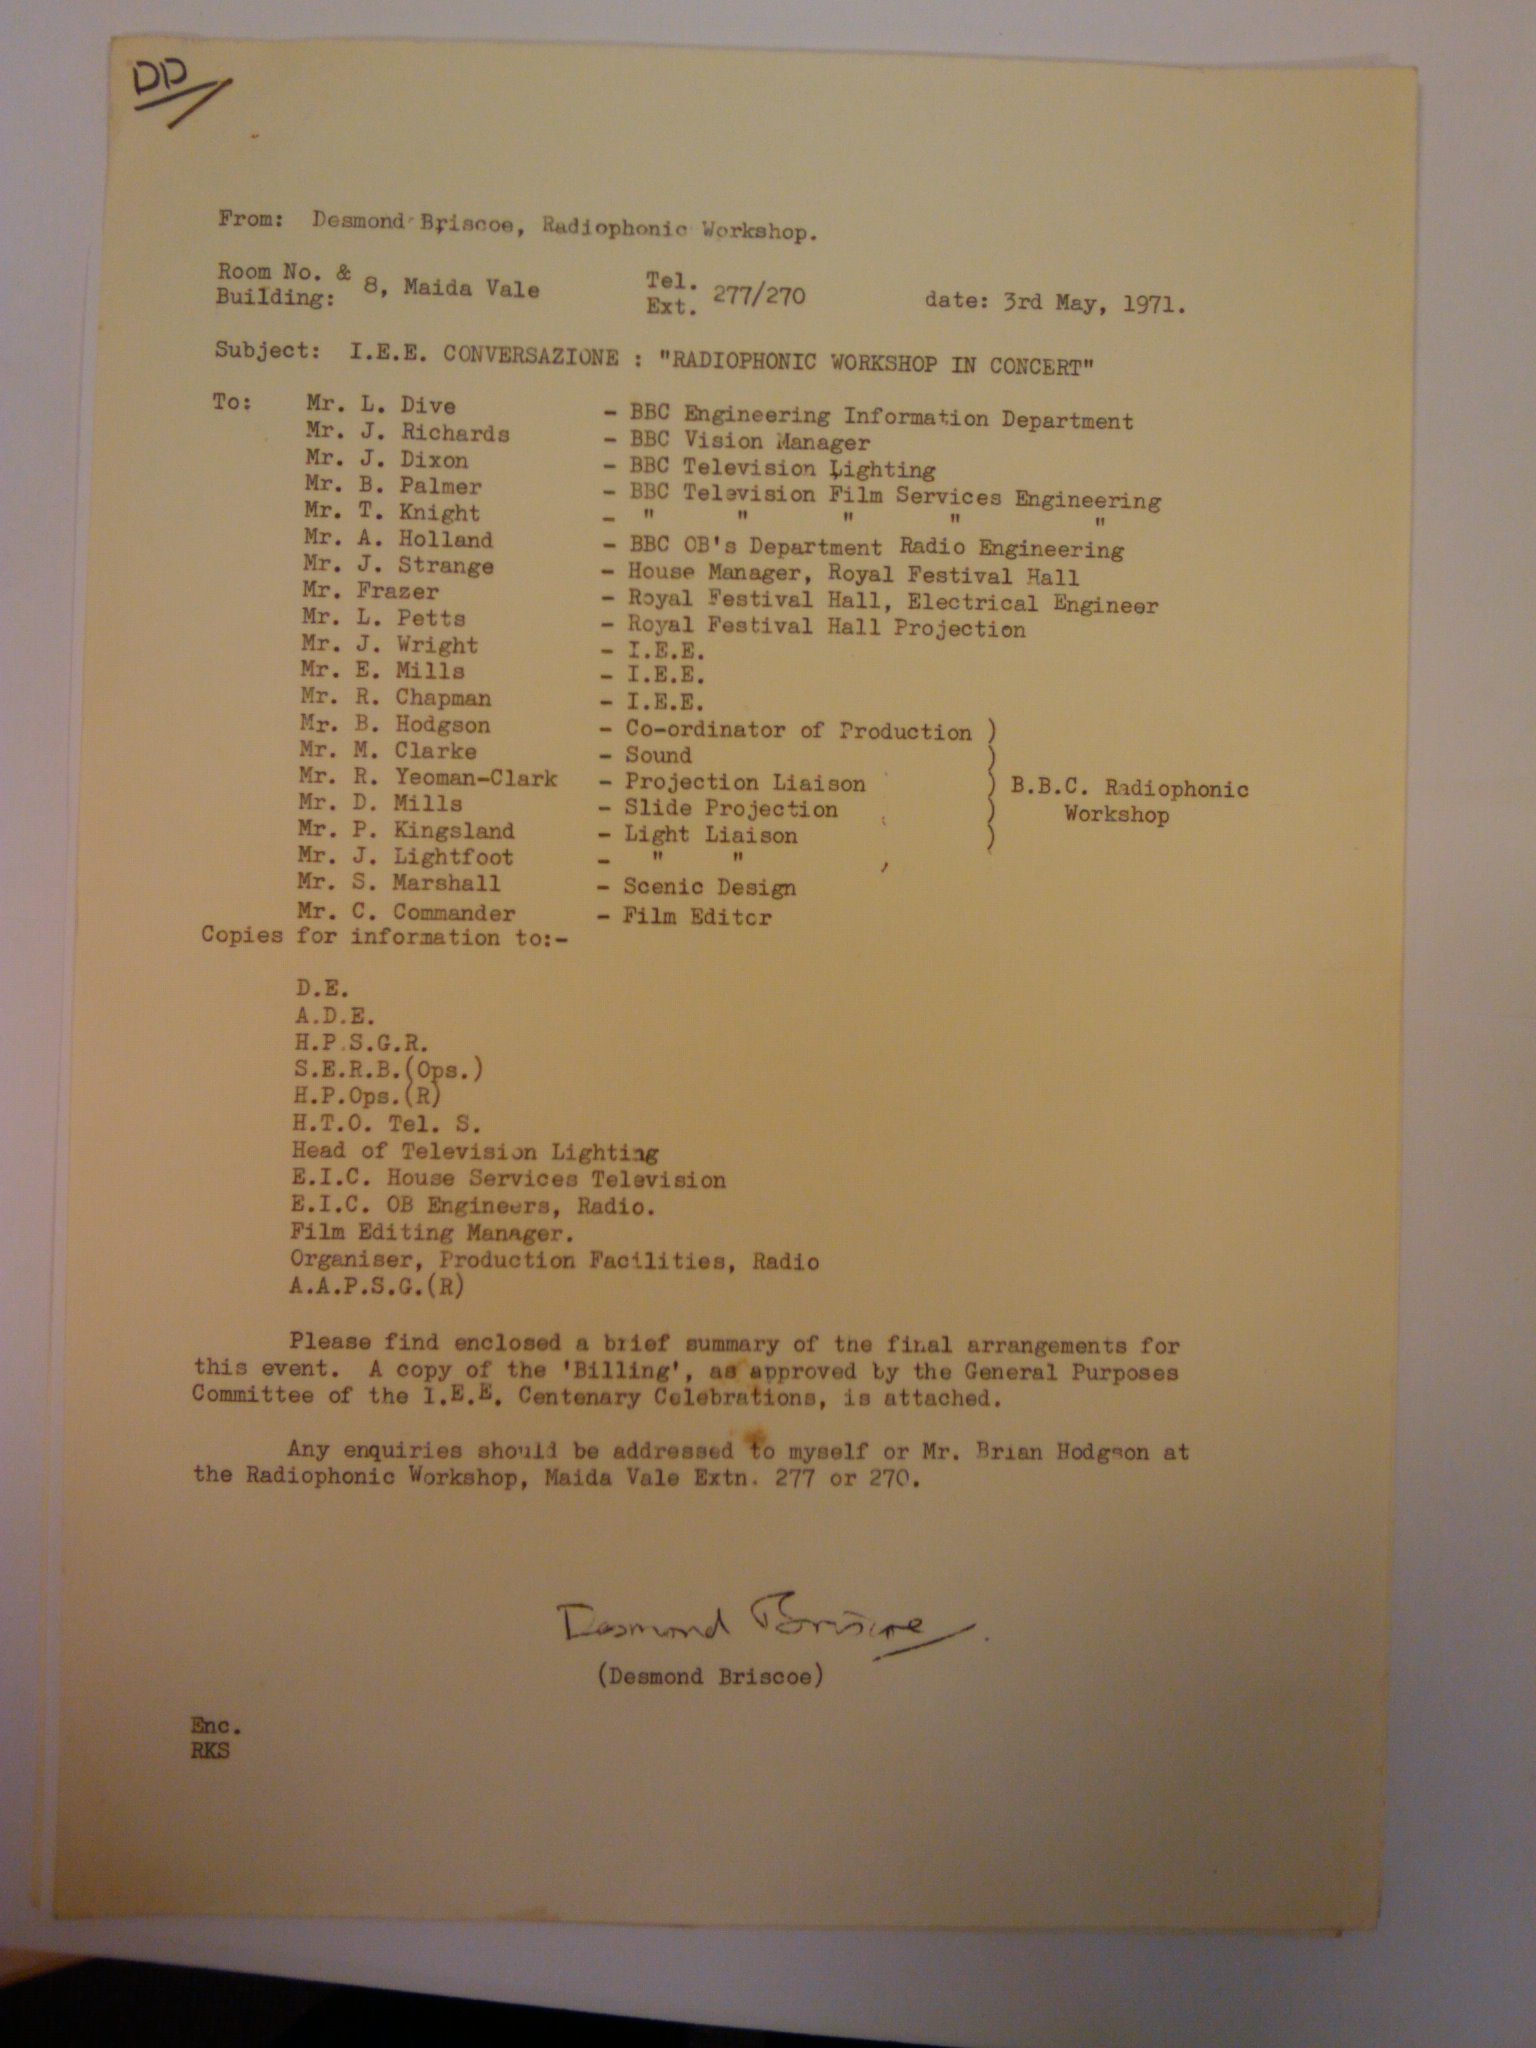 DD
From: Desmond Briscoe, Radiophonic Workshop.
Room No. & Building: 8, Maida Vale Tel. Ext. 277/270 date: 3rd May, 1971.
Subject: I.E.E. CONVERSAZIONE : "RADIOPHONIC WORKSHOP IN CONCERT"
To: Mr. L. Dive - BBC Engineering Information Department
Mr. J. Richards - BBC Vision Manager
Mr. J. Dixon - BBC Television Lighting
Mr. B. Palmer - BBC Television Film Services Engineering
Mr. T. Knight - " " " " "
Mr. A. Holland - BBC OB's Department Radio Engineering
Mr. J. Strange - House Manager, Royal Festival Hall
Mr. Frazer - Royal Festival Hall, Electrical Engineer
Mr. L. Petts - Royal Festival Hall Projection
Mr. J. Wright - I.E.E.
Mr. E. Mills - I.E.E.
Mr. R. Chapman - I.E.E.
Mr. B. Hodgson - Co-ordinator of Production )
Mr. M. Clarke - Sound )
Mr. R. Yeoman-Clark - Projection Liaison ) B.B.C. Radiophonic
Mr. D. Mills - Slide Projection ) Workshop
Mr. P. Kingsland - Light Liaison )
Mr. J. Lightfoot - " "
Mr. S. Marshall - Scenic Design
Mr. C. Commander - Film Editor
Copies for information to:-
D.E.
A.D.E.
H.P.S.G.R.
S.E.R.B.(Ops.)
H.P.Ops.(R)
H.T.O. Tel. S.
Head of Television Lighting
E.I.C. House Services Television
E.I.C. OB Engineers, Radio.
Film Editing Manager.
Organiser, Production Facilities, Radio
A.A.P.S.G.(R)
Please find enclosed a brief summary of the final arrangements for
this event. A copy of the 'Billing', as approved by the General Purposes
Committee of the I.E.E. Centenary Celebrations, is attached.
Any enquiries should be addressed to myself or Mr. Brian Hodgson at
the Radiophonic Workshop, Maida Vale Extn. 277 or 270.
Desmond Briscoe.
(Desmond Briscoe)
Enc.
RKS